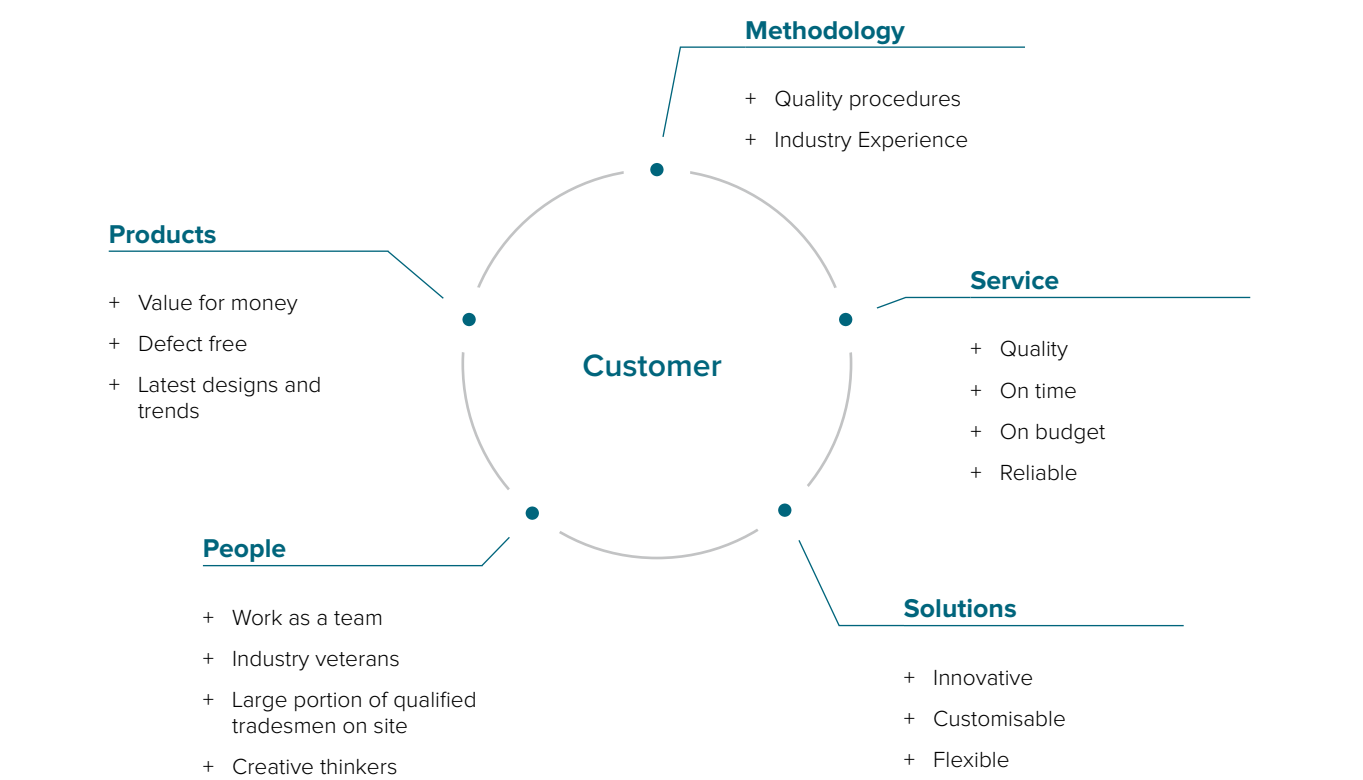 Methodology
+ Quality procedures
+ Industry Experience
Products
+ Value for money
+ Defect free
+ Latest designs and
trends
Service
+ Quality
+ On time
+ On budget
+ Reliable
Customer
People
+ Work as a team
+ Industry veterans
+ Large portion of qualified
tradesmen on site
+ Creative thinkers
Solutions
+ Innovative
+ Customisable
+ Flexible